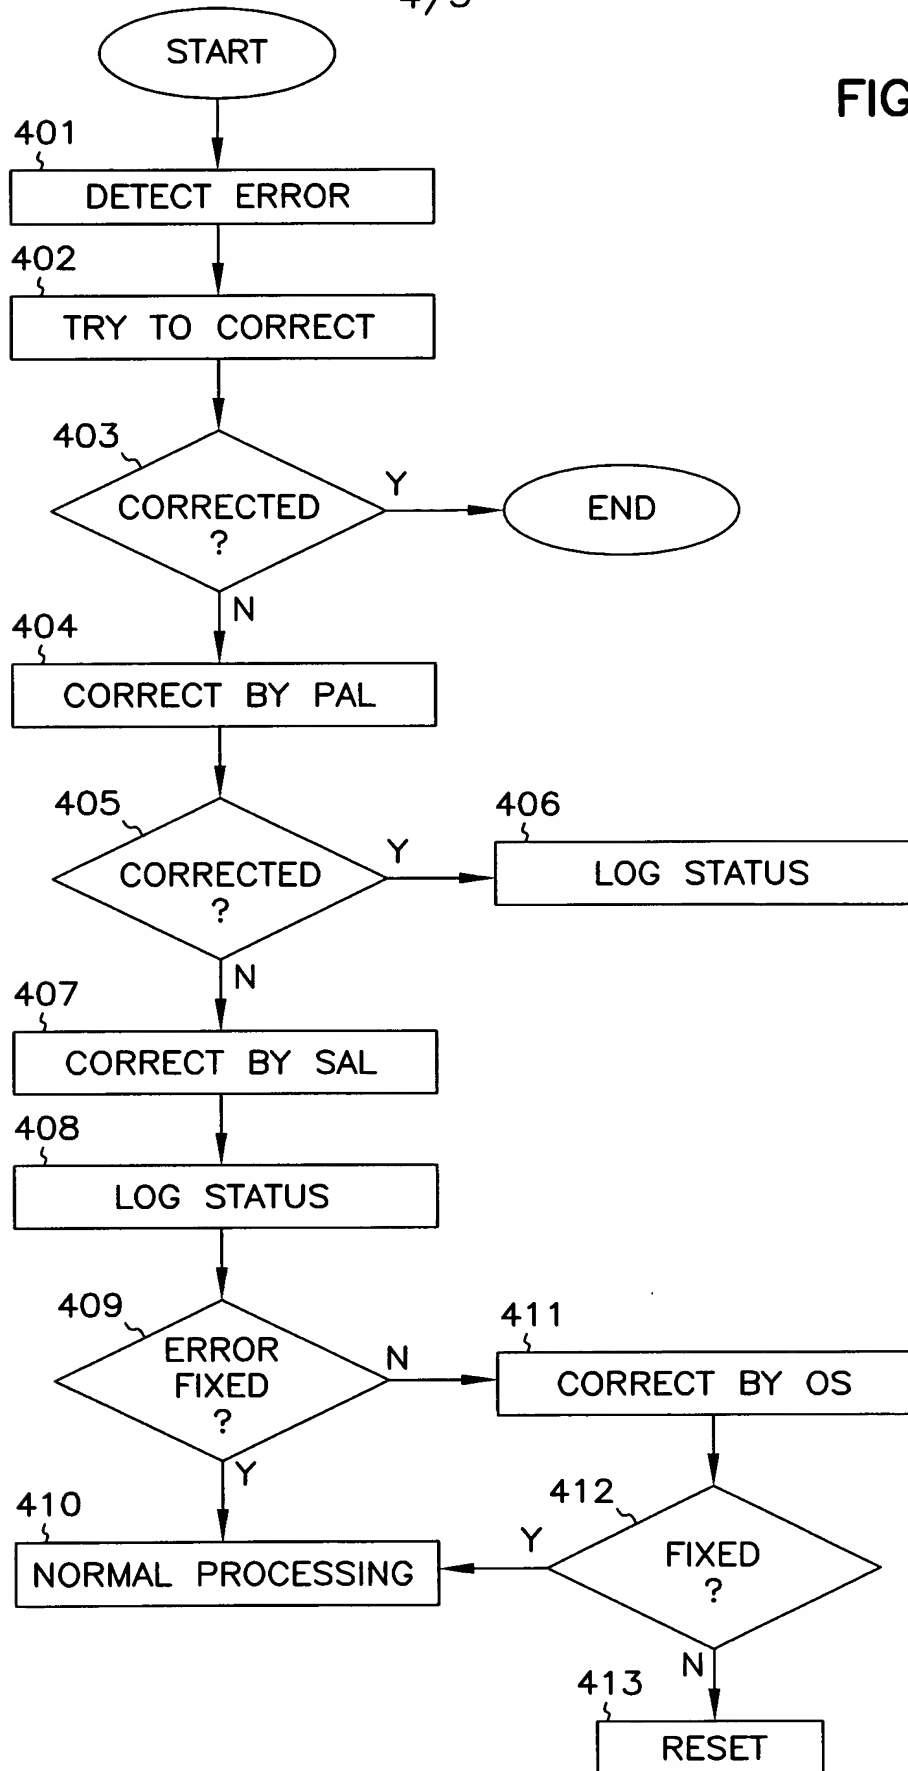 START
FIG
401
DETECT ERROR
402
TRY TO CORRECT
403
CORRECTED
?
Y
END
N
404
CORRECT BY PAL
405
CORRECTED
?
Y
406
LOG STATUS
N
407
CORRECT BY SAL
408
LOG STATUS
409
ERROR
FIXED
?
N
411
CORRECT BY OS
Y
410
NORMAL PROCESSING
412
FIXED
?
Y
N
413
RESET